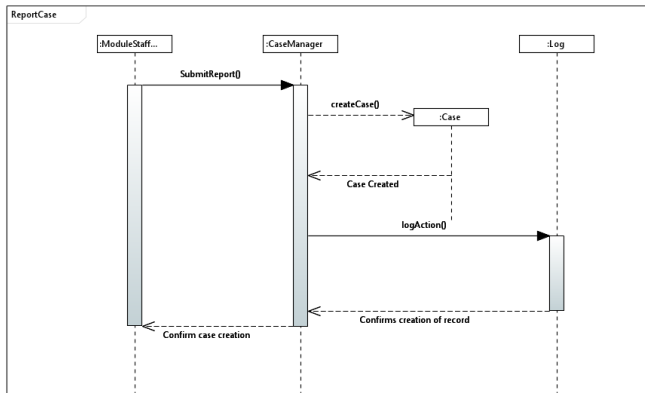 ReportCase
:ModuleStaff...
:CaseManager
:Log
SubmitReport()
createCase()
:Case
Case Created
logAction()
Confirms creation of record
Confirm case creation